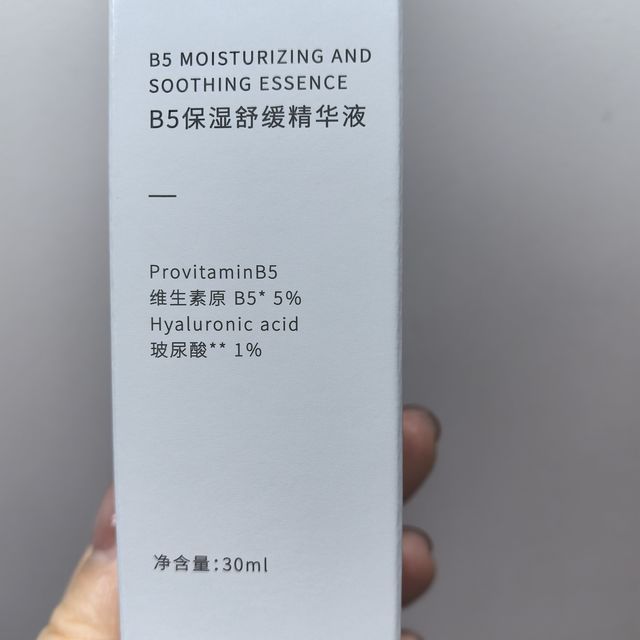 B5 MOISTURIZING AND
SOOTHING ESSENCE
B5保湿舒缓精华液
ProvitaminB5
维生素原 B5* 5%
Hyaluronic acid
玻尿酸** 1%
净含量：30ml